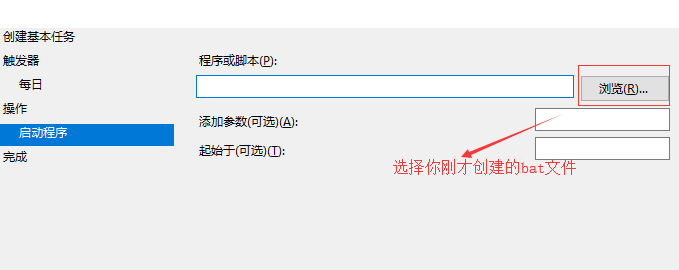 创建基本任务
触发器
每日
操作
启动程序
完成
程序或脚本(P):
浏览(R)...
添加参数(可选)(A):
起始于(可选)(T):
选择你刚才创建的bat文件